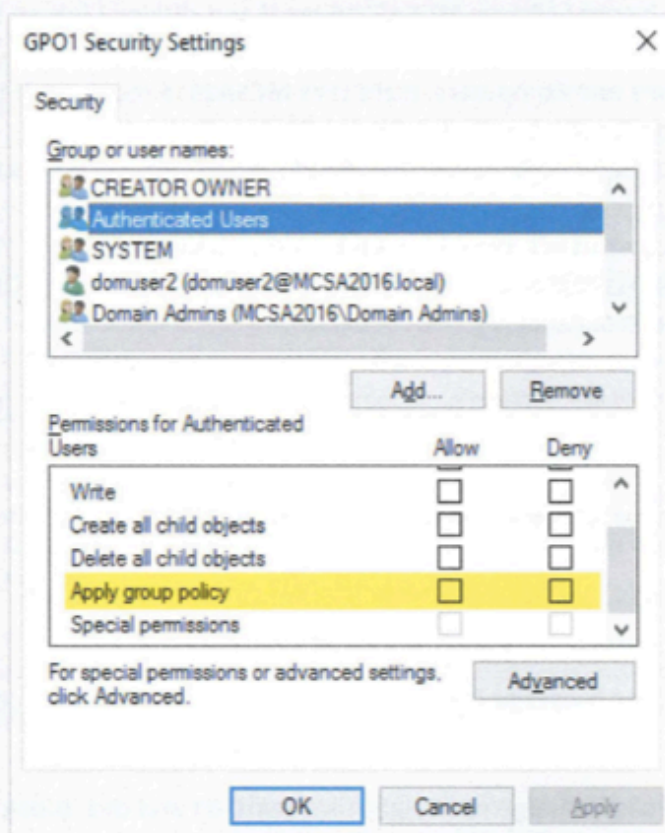 GPO1 Security Settings
Security
Group or user names:
CREATOR OWNER
Authenticated Users
SYSTEM
domuser2 (domuser2@MCSA2016.local)
Domain Admins (MCSA2016\Domain Admins)
Add... Remove
Permissions for Authenticated
Users Allow Deny
Write
Create all child objects
Delete all child objects
Apply group policy
Special permissions
For special permissions or advanced settings,
click Advanced.
Advanced
OK Cancel Apply